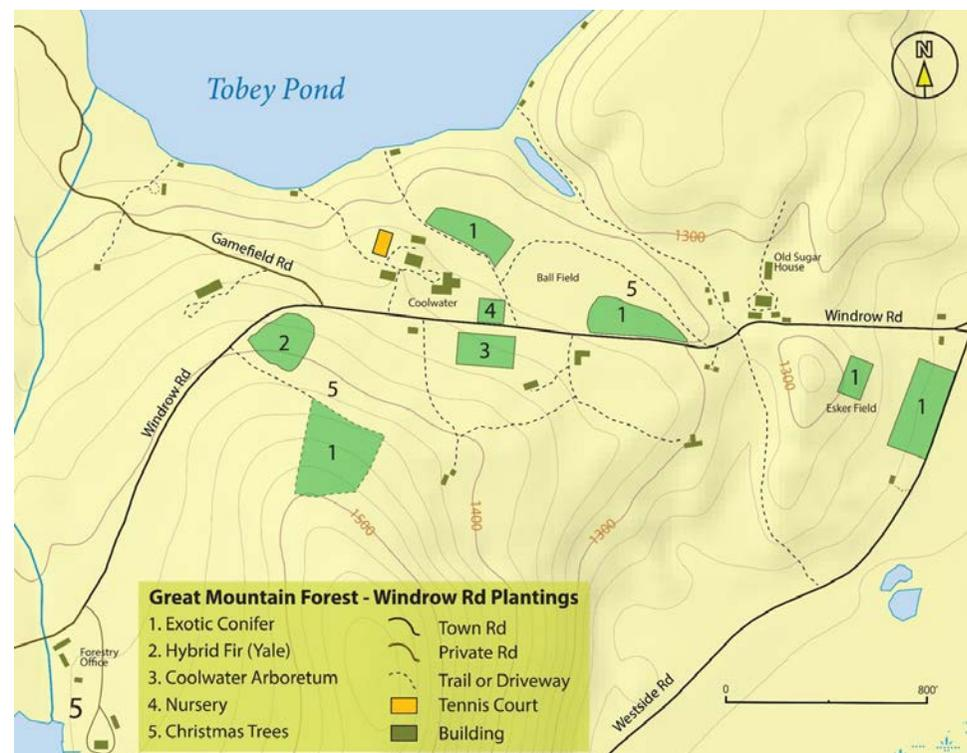 N
Tobey Pond
1
1300
Gamefield Rd
Ball Field
5
Old Sugar
House
Coolwater
4
1
Windrow Rd
2
3
1300
1
Esker Field
1
Windrow Rd
5
1
1500
1400
1300
Great Mountain Forest - Windrow Rd Plantings
1. Exotic Conifer
2. Hybrid Fir (Yale)
3. Coolwater Arboretum
4. Nursery
5. Christmas Trees
Town Rd
Private Rd
Trail or Driveway
Tennis Court
Building
Forestry
Office
5
Westside Rd
0 800'